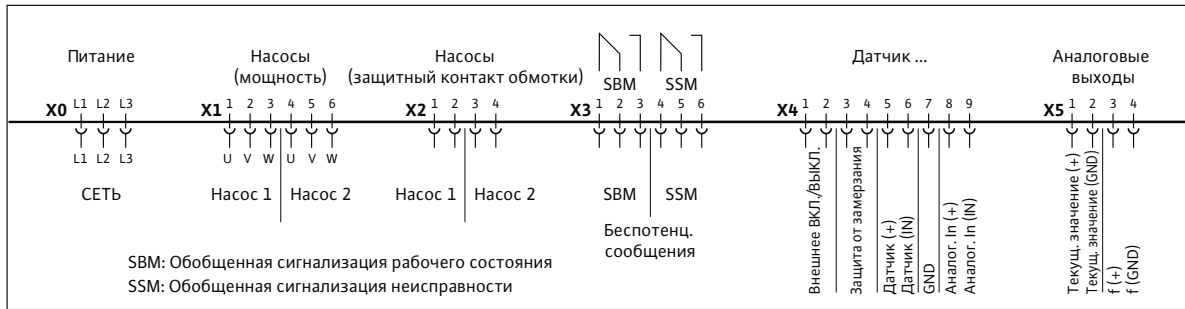 Питание
Насосы
(мощность)
Насосы
(защитный контакт обмотки)
SBM SSM
Датчик ...
Аналоговые
выходы
X0 L1 L2 L3
X1 1 2 3 4 5 6
X2 1 2 3 4
X3 1 2 3 4 5 6
X4 1 2 3 4 5 6 7 8 9
X5 1 2 3 4
L1 L2 L3
U V W U V W
СЕТЬ
Насос 1 Насос 2
Насос 1 Насос 2
SBM SSM
Беспотенц.
сообщения
Внешнее ВКЛ./ВЫКЛ.
Защита от замерзания
Датчик (+)
Датчик (IN)
GND
Аналог. In (+)
Аналог. In (IN)
Текущ. значение (+)
Текущ. значение (GND)
f (+)
f (GND)
SBM: Обобщенная сигнализация рабочего состояния
SSM: Обобщенная сигнализация неисправности